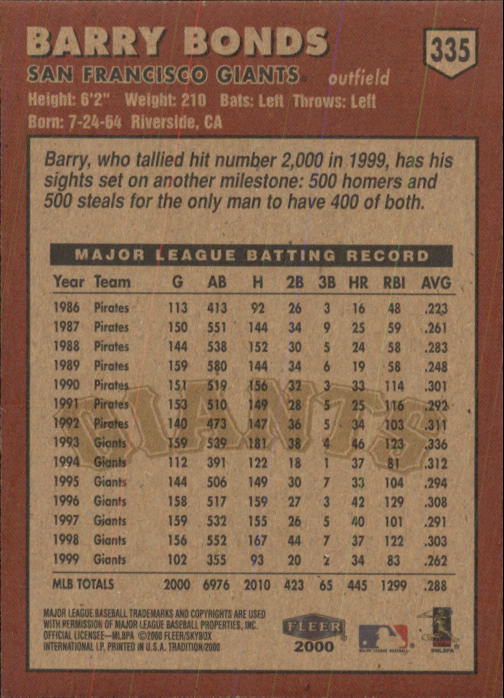 BARRY BONDS 335
SAN FRANCISCO GIANTS outfield
Height: 6'2" Weight: 210 Bats: Left Throws: Left
Born: 7-24-64 Riverside, CA
Barry, who tallied hit number 2,000 in 1999, has his
sights set on another milestone: 500 homers and
500 steals for the only man to have 400 of both.
MAJOR LEAGUE BATTING RECORD
Year Team G AB H 2B 3B HR RBI AVG
1986 Pirates 113 413 92 26 3 16 48 .223
1987 Pirates 150 551 144 34 9 25 59 .261
1988 Pirates 144 538 152 30 5 24 58 .283
1989 Pirates 159 580 144 34 6 19 58 .248
1990 Pirates 151 519 156 32 3 33 114 .301
1991 Pirates 153 510 149 28 5 25 116 .292
1992 Pirates 140 473 147 36 5 34 103 .311
1993 Giants 159 539 181 38 4 46 123 .336
1994 Giants 112 391 122 18 1 37 81 .312
1995 Giants 144 506 149 30 7 33 104 .294
1996 Giants 158 517 159 27 3 42 129 .308
1997 Giants 159 532 155 26 5 40 101 .291
1998 Giants 156 552 167 44 7 37 122 .303
1999 Giants 102 355 93 20 2 34 83 .262
MLB TOTALS 2000 6976 2010 423 65 445 1299 .288
GIANTS
MAJOR LEAGUE BASEBALL TRADEMARKS AND COPYRIGHTS ARE USED
WITH PERMISSION OF MAJOR LEAGUE BASEBALL PROPERTIES, INC.
OFFICIAL LICENSEE—MLBPA ©2000 FLEER/SKYBOX
INTERNATIONAL LP, PRINTED IN U.S.A. TRADITION/2000
FLEER
2000
MAJOR LEAGUE BASEBALL
©MLBPA